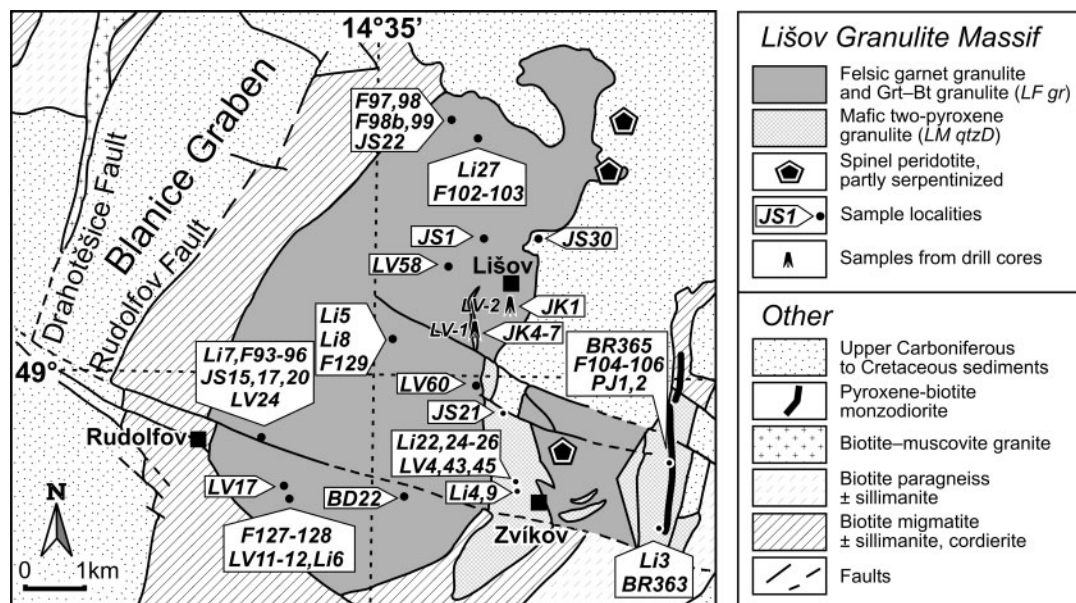 14°35'
Blanice Graben
Drahotěšice Fault
Rudolfov Fault
F97,98
F98b,99
JS22
Li27
F102-103
JS1
JS30
LV58
Lišov
LV-2
JK1
LV-1
JK4-7
Li5
Li8
F129
BR365
F104-106
PJ1,2
49°
Li7,F93-96
JS15,17,20
LV24
LV60
JS21
Rudolfov
Li22,24-26
LV4,43,45
LV17
BD22
Li4,9
Zvíkov
N
F127-128
LV11-12,Li6
Li3
BR363
0 1km
Lišov Granulite Massif
Felsic garnet granulite
and Grt–Bt granulite (LF gr)
Mafic two-pyroxene
granulite (LM qtzD)
Spinel peridotite,
partly serpentinized
JS1 Sample localities
Samples from drill cores
Other
Upper Carboniferous
to Cretaceous sediments
Pyroxene-biotite
monzodiorite
Biotite–muscovite granite
Biotite paragneiss
± sillimanite
Biotite migmatite
± sillimanite, cordierite
Faults